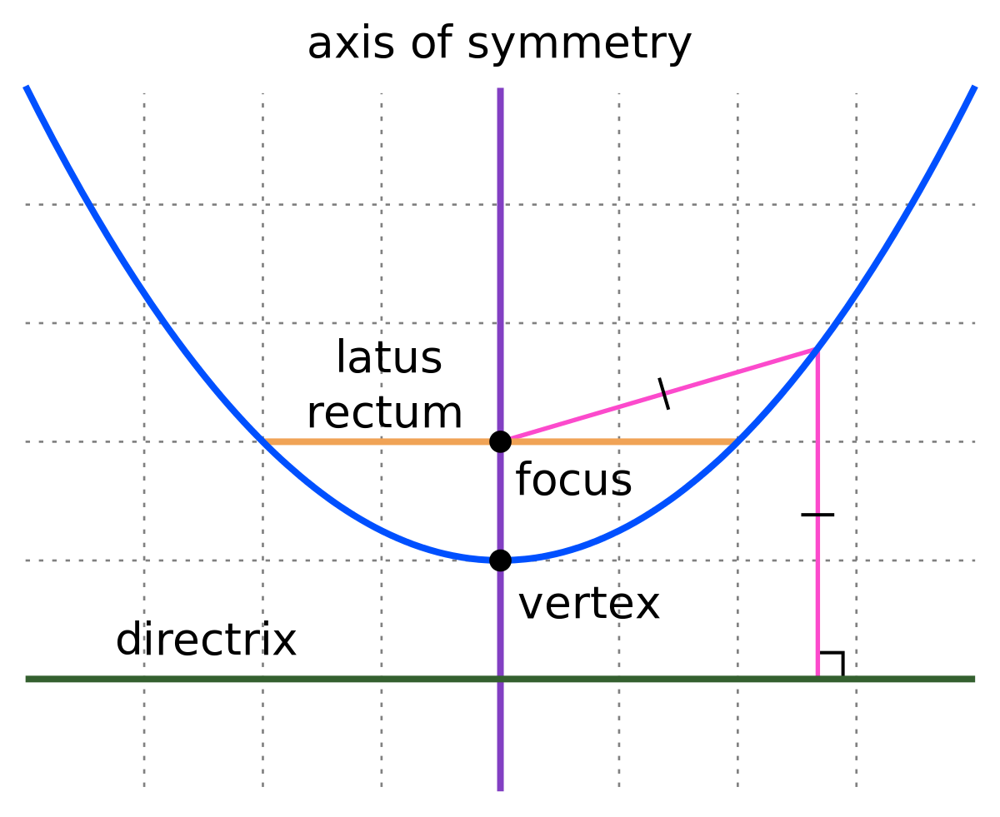 axis of symmetry
latus
rectum
focus
vertex
directrix